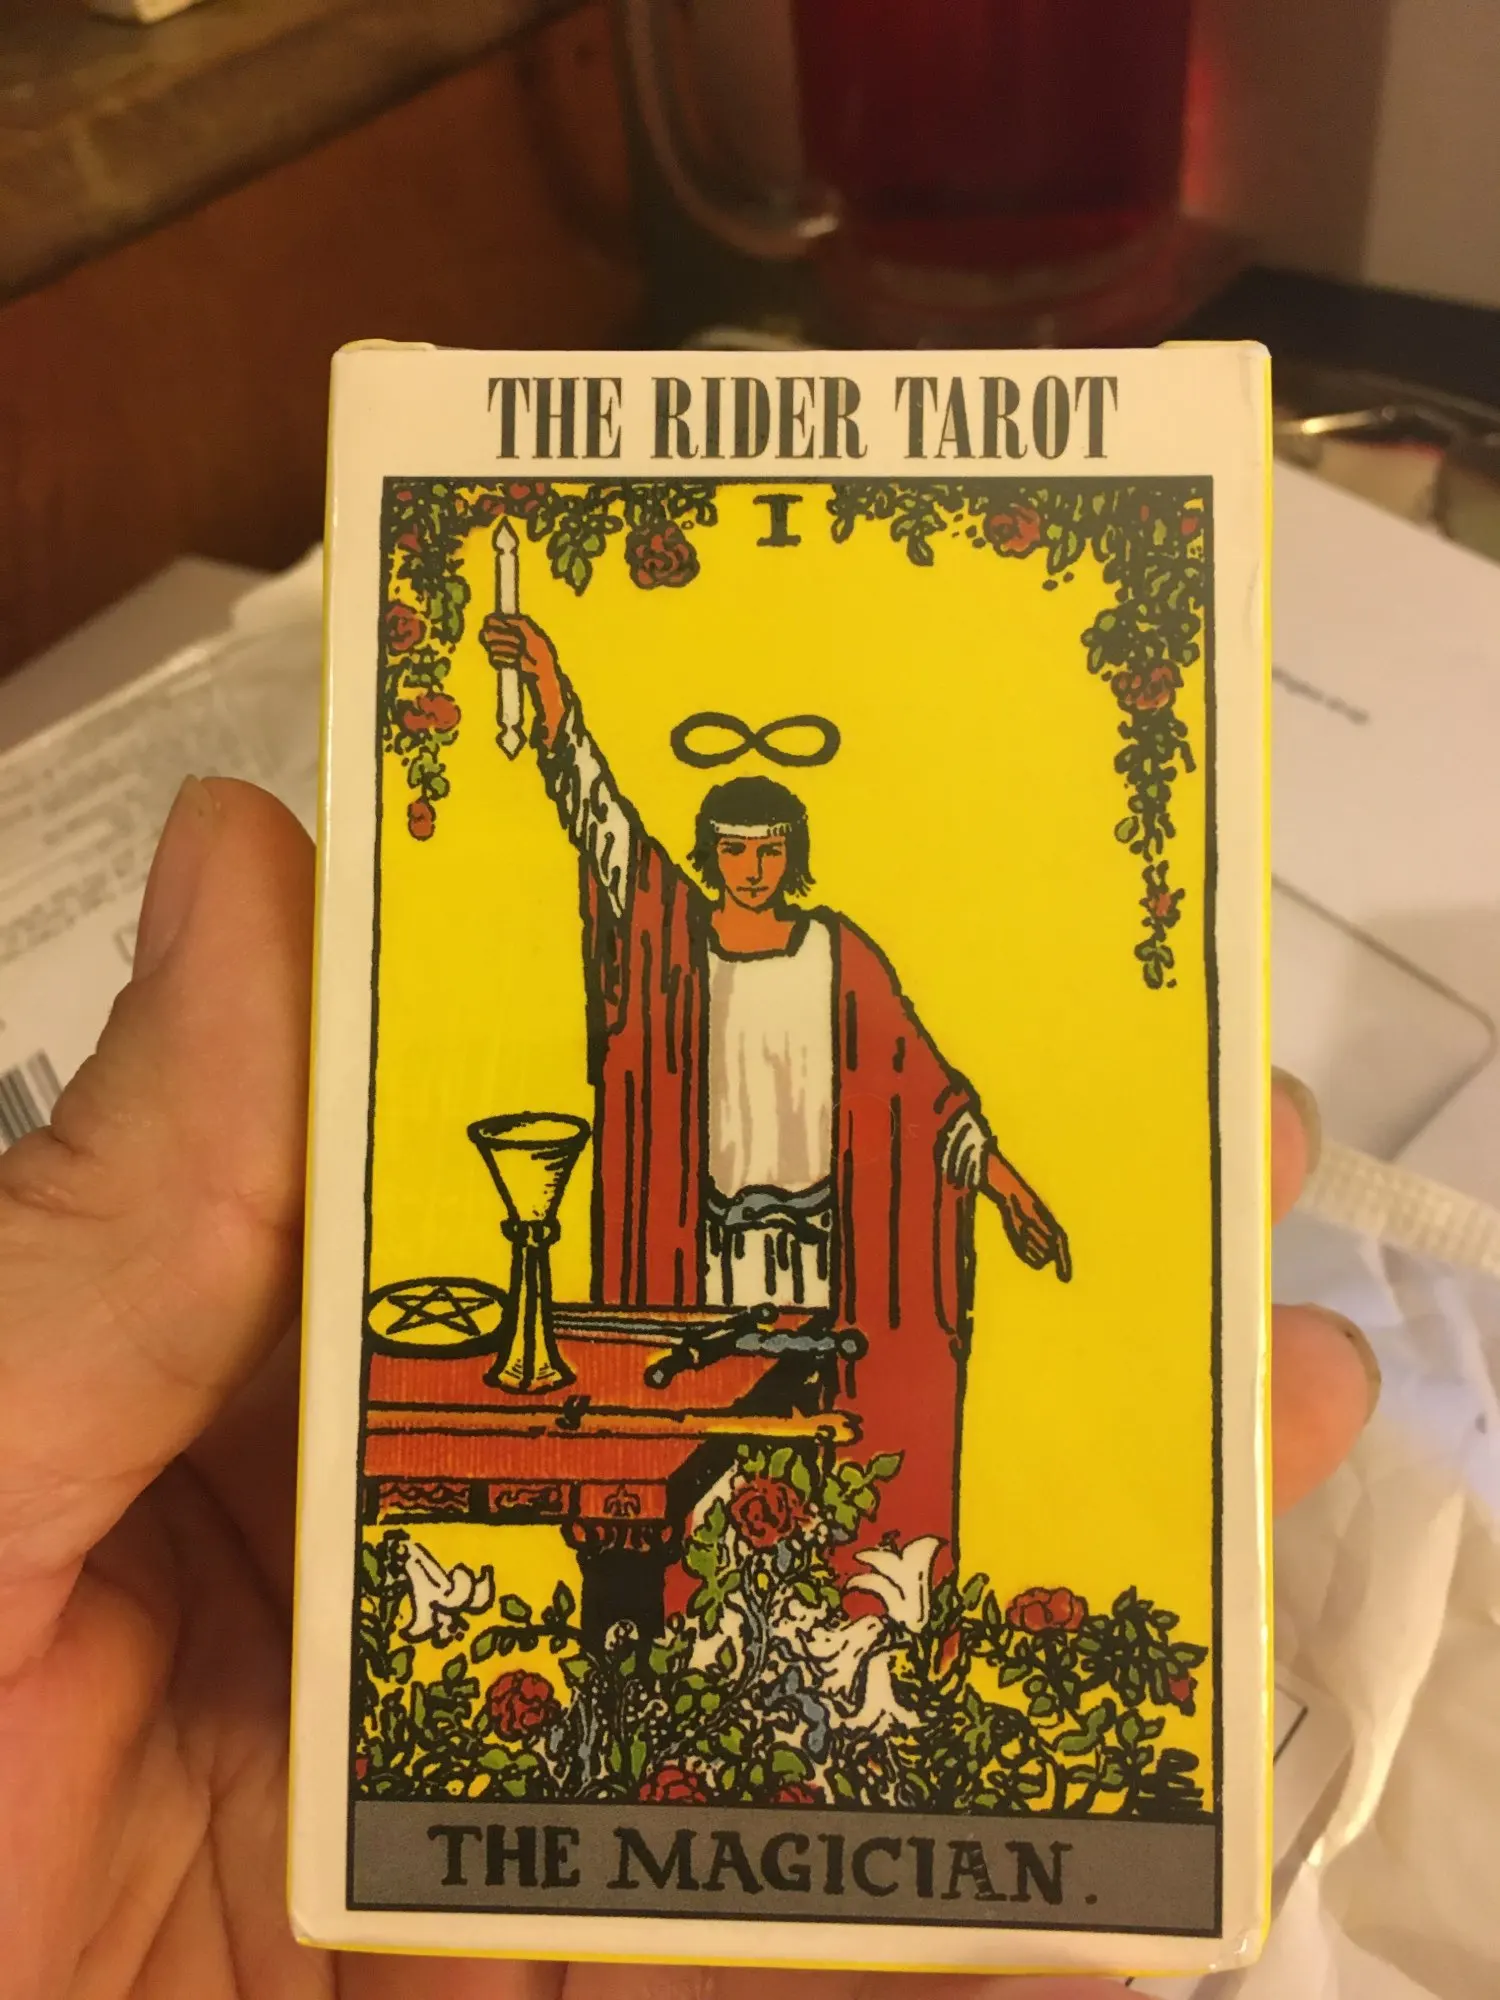 THE RIDER TAROT
I
THE MAGICIAN.